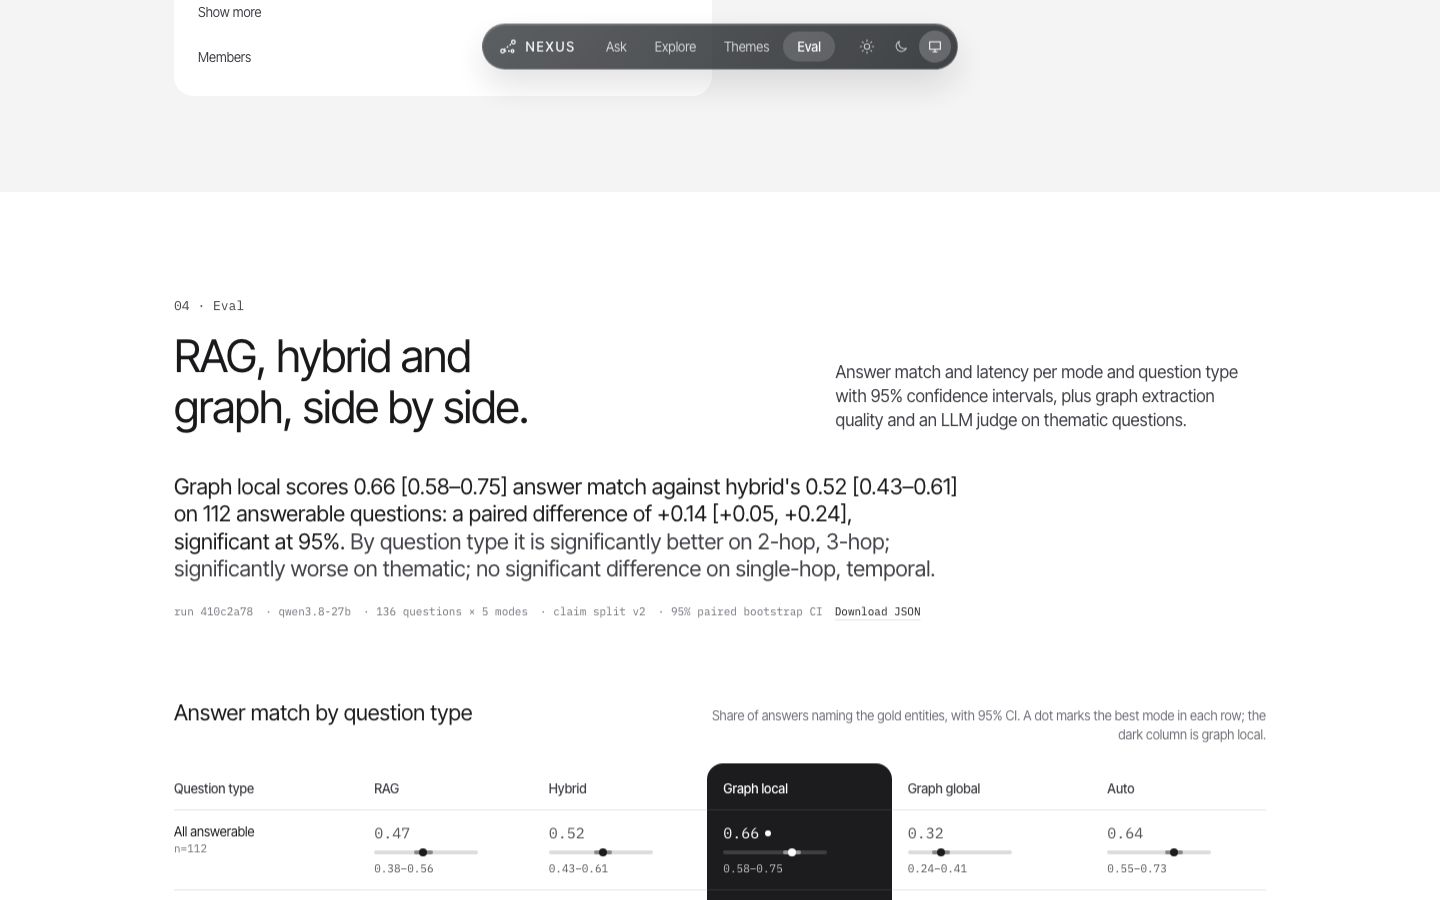 Show more
Members
NEXUS Ask Explore Themes Eval
04 · Eval
RAG, hybrid and
graph, side by side.
Answer match and latency per mode and question type
with 95% confidence intervals, plus graph extraction
quality and an LLM judge on thematic questions.
Graph local scores 0.66 [0.58–0.75] answer match against hybrid's 0.52 [0.43–0.61]
on 112 answerable questions: a paired difference of +0.14 [+0.05, +0.24],
significant at 95%. By question type it is significantly better on 2-hop, 3-hop;
significantly worse on thematic; no significant difference on single-hop, temporal.
run 410c2a78 · qwen3.8-27b · 136 questions × 5 modes · claim split v2 · 95% paired bootstrap CI Download JSON
Answer match by question type
Share of answers naming the gold entities, with 95% CI. A dot marks the best mode in each row; the
dark column is graph local.
Question type RAG Hybrid Graph local Graph global Auto
All answerable 0.47 0.52 0.66 0.32 0.64
n=112
0.38–0.56 0.43–0.61 0.58–0.75 0.24–0.41 0.55–0.73